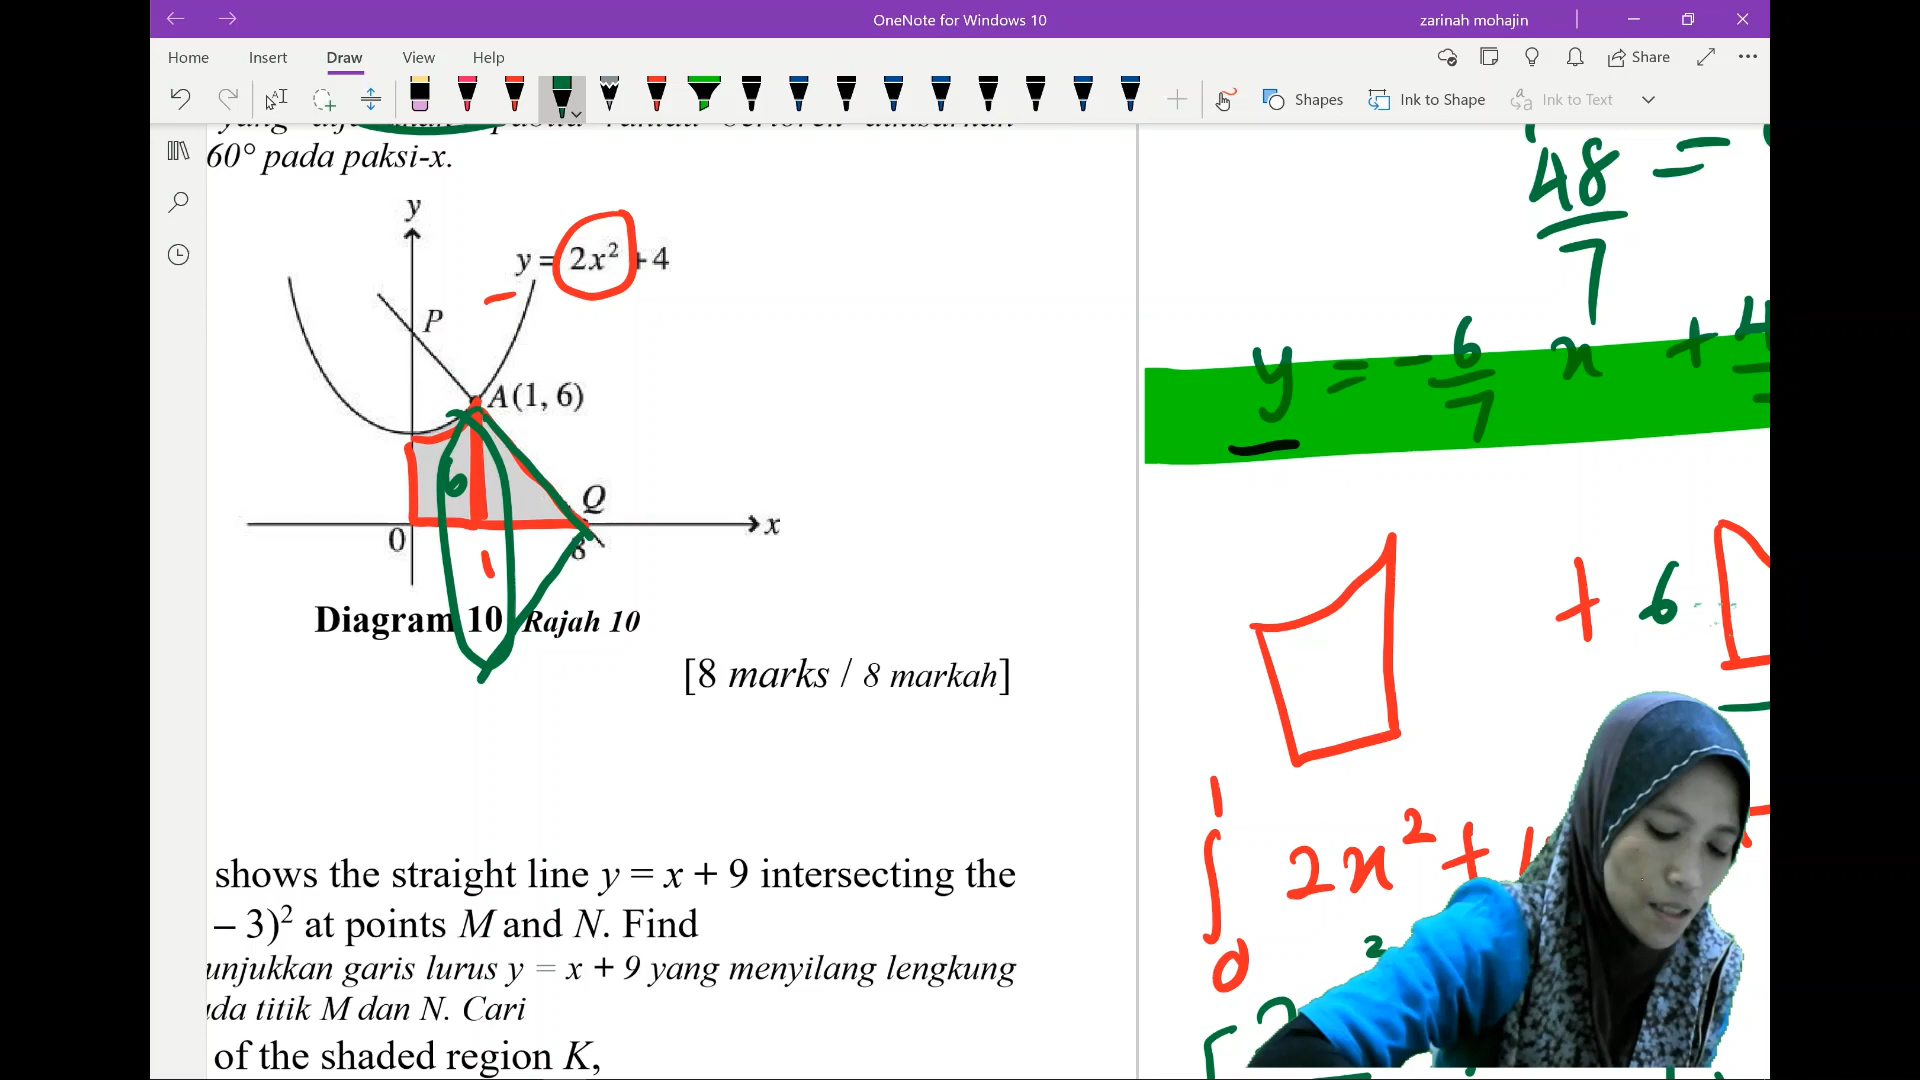 OneNote for Windows 10
zarinah mohajin
Home Insert Draw View Help
Share
Shapes
Ink to Shape
Ink to Text
60° pada paksi-x.
y
y = 2x² + 4
−
P
A(1, 6)
6
Q
0
1
8
x
Diagram 10 Rajah 10
[8 marks / 8 markah]
shows the straight line y = x + 9 intersecting the
– 3)² at points M and N. Find
unjukkan garis lurus y = x + 9 yang menyilang lengkung
titik M dan N. Cari
of the shaded region K,
48 =
7
y = - 6/7 x +
+ 6
1
∫ 2x² +
0
2